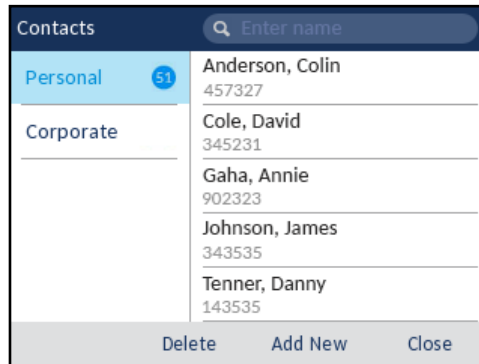 Contacts
Enter name
Personal 51
Corporate
Anderson, Colin
457327
Cole, David
345231
Gaha, Annie
902323
Johnson, James
343535
Tenner, Danny
143535
Delete Add New Close